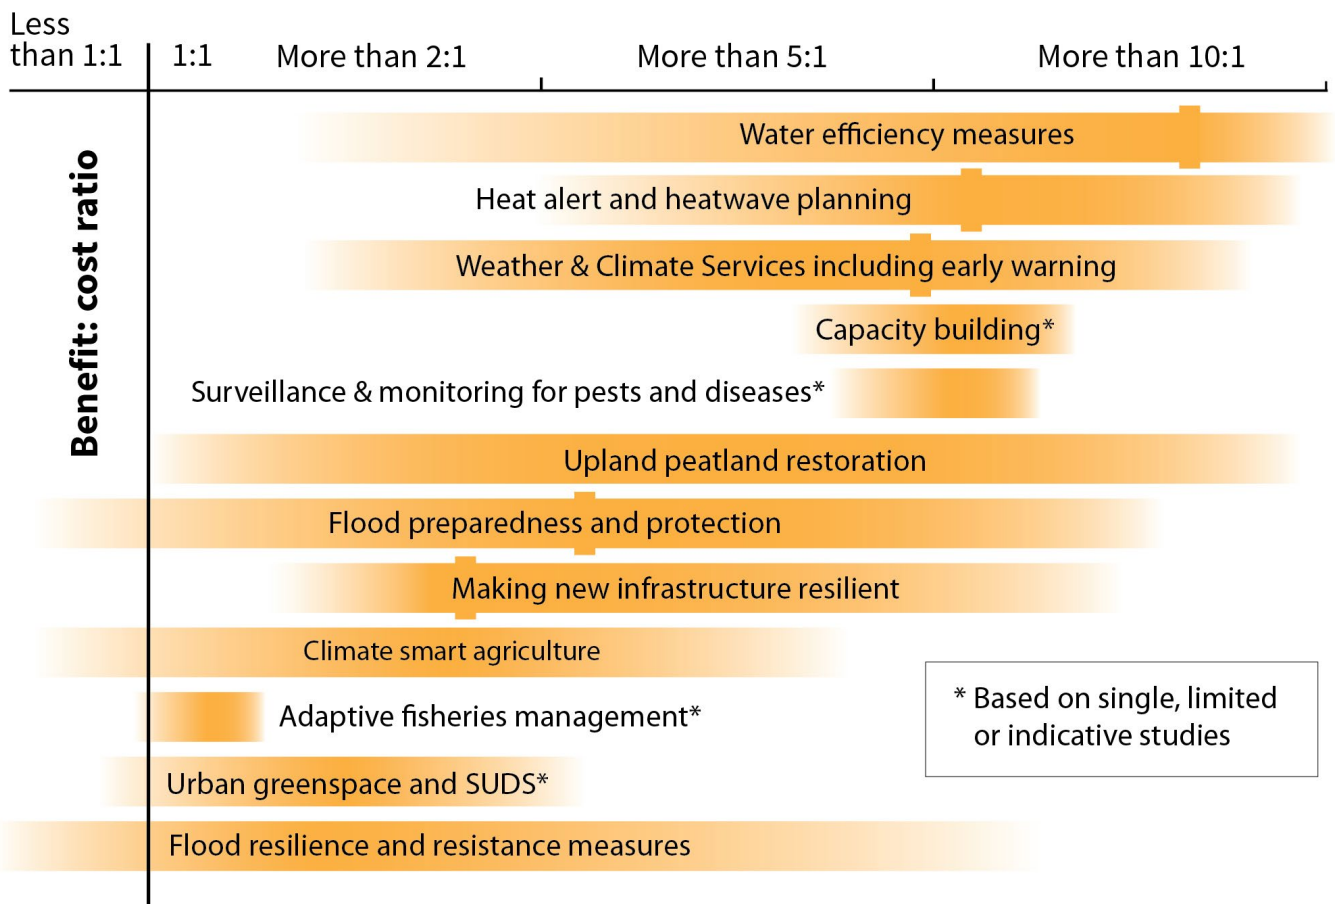 Less
than 1:1
1:1
More than 2:1
More than 5:1
More than 10:1
Benefit: cost ratio
Water efficiency measures
Heat alert and heatwave planning
Weather & Climate Services including early warning
Capacity building*
Surveillance & monitoring for pests and diseases*
Upland peatland restoration
Flood preparedness and protection
Making new infrastructure resilient
Climate smart agriculture
Adaptive fisheries management*
Urban greenspace and SUDS*
Flood resilience and resistance measures
* Based on single, limited
or indicative studies